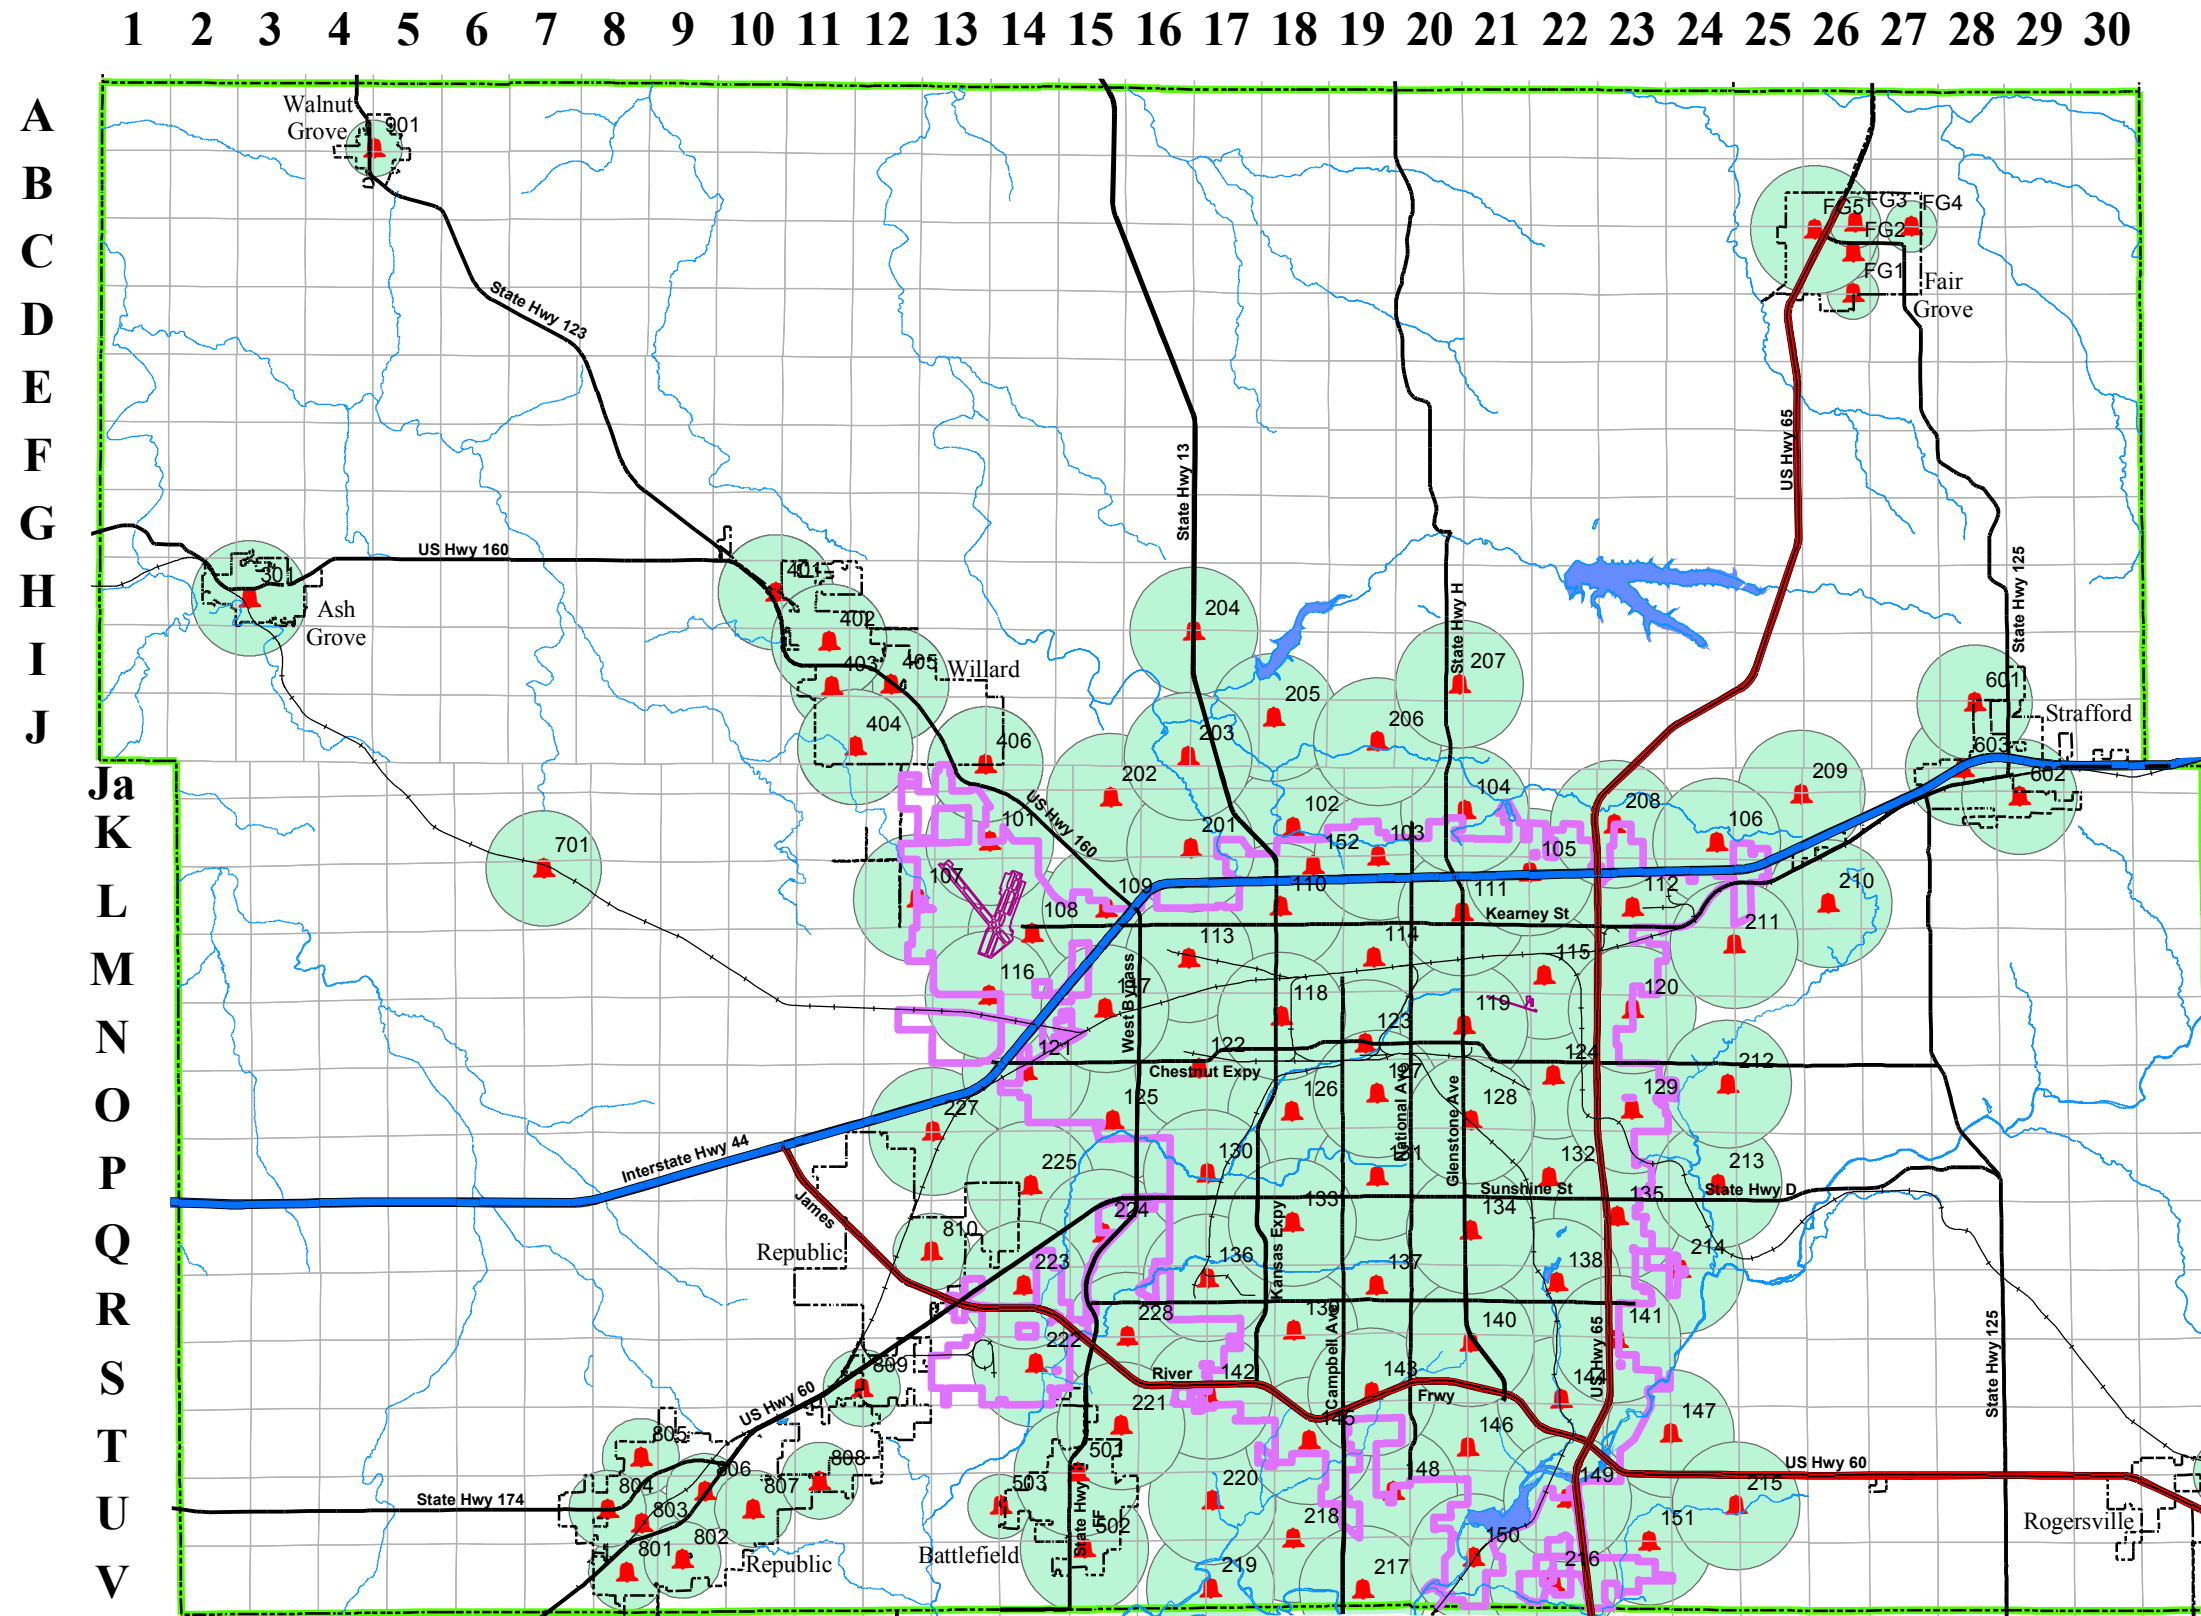 1 2 3 4 5 6 7 8 9 10 11 12 13 14 15 16 17 18 19 20 21 22 23 24 25 26 27 28 29 30
A
Walnut
Grove
901
B
FG5
FG3
FG4
C
FG2
FG1
Fair
Grove
D
State Hwy 123
E
US Hwy 65
F
State Hwy 13
G
US Hwy 160
State Hwy 125
H
301
401
Ash
Grove
204
402
State Hwy H
I
403
405
Willard
207
601
205
J
404
406
203
206
Strafford
603
Ja
202
US Hwy 160
102
104
208
209
602
K
101
201
152
103
105
106
701
L
107
108
109
110
111
112
210
Kearney St
211
M
113
114
115
116
117
West Bypass
118
119
120
N
121
122
123
124
212
Chestnut Expy
127
National Ave
Glenstone Ave
O
227
125
126
128
129
Interstate Hwy 44
P
225
130
131
132
213
James
Sunshine St
State Hwy D
133
134
135
Kansas Expy
Q
Republic
810
224
223
136
137
138
214
R
228
139
140
141
Campbell Ave
US Hwy 65
State Hwy 125
222
S
809
River
142
143
144
Frwy
US Hwy 60
221
145
146
147
T
805
501
806
808
US Hwy 60
804
807
503
220
148
149
215
U
State Hwy 174
803
State Hwy FF
502
218
151
Rogersville
802
801
Republic
Battlefield
150
V
219
217
216